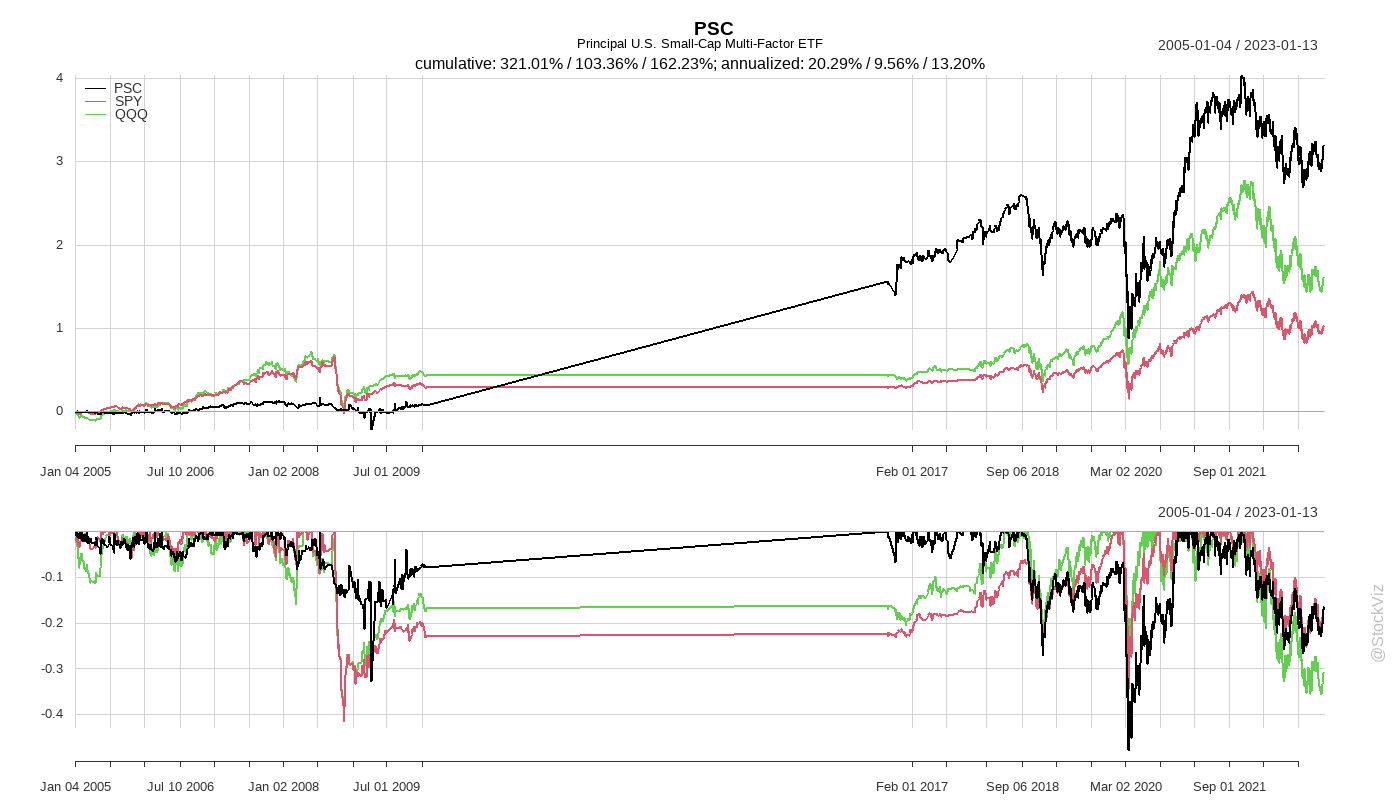 PSC
Principal U.S. Small-Cap Multi-Factor ETF
2005-01-04 / 2023-01-13
cumulative: 321.01% / 103.36% / 162.23%; annualized: 20.29% / 9.56% / 13.20%
PSC
SPY
QQQ
4
3
2
1
0
Jan 04 2005 Jul 10 2006 Jan 02 2008 Jul 01 2009 Feb 01 2017 Sep 06 2018 Mar 02 2020 Sep 01 2021
2005-01-04 / 2023-01-13
-0.1
-0.2
-0.3
-0.4
Jan 04 2005 Jul 10 2006 Jan 02 2008 Jul 01 2009 Feb 01 2017 Sep 06 2018 Mar 02 2020 Sep 01 2021
@StockViz